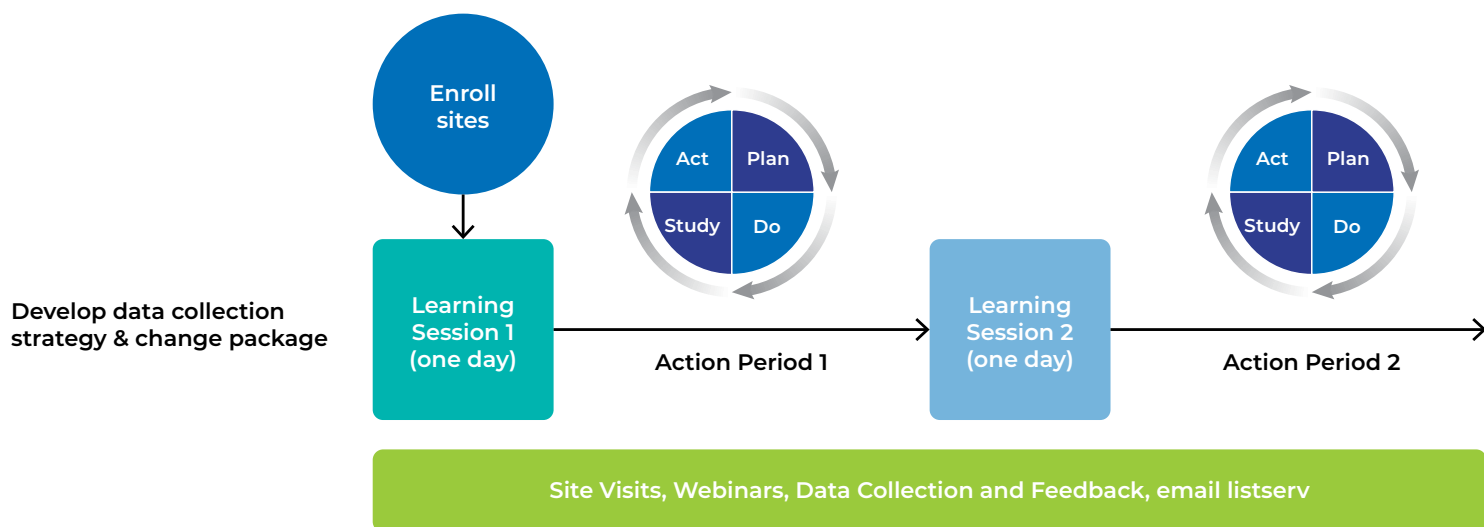 Enroll
sites
Act
Plan
Study
Do
Act
Plan
Study
Do
Develop data collection
strategy & change package
Learning
Session 1
(one day)
Action Period 1
Learning
Session 2
(one day)
Action Period 2
Site Visits, Webinars, Data Collection and Feedback, email listserv